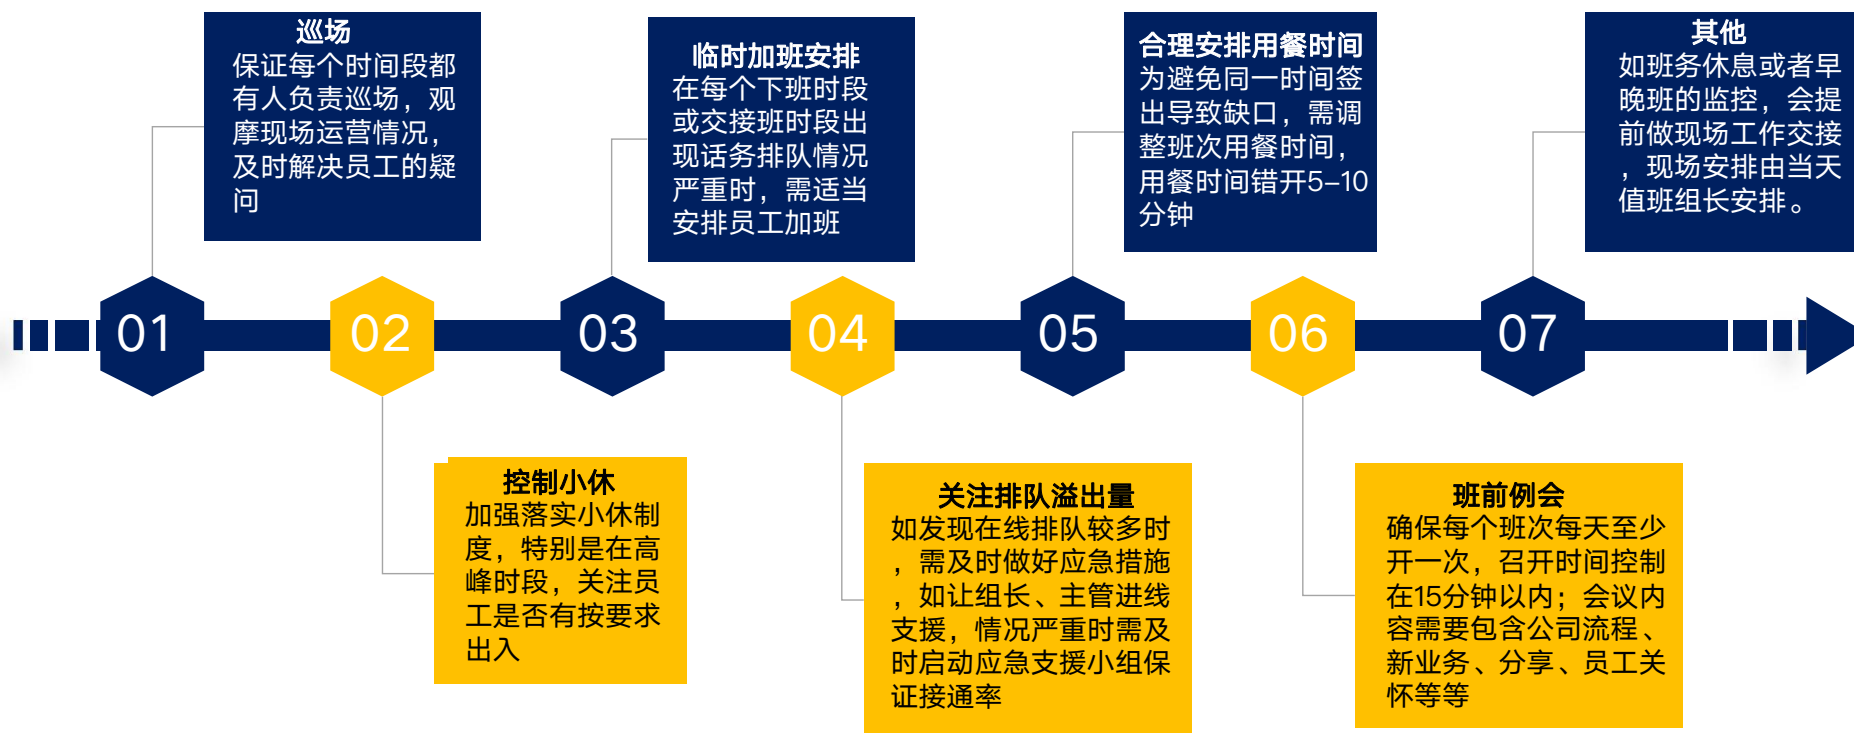 巡场
保证每个时间段都
有人负责巡场，观
摩现场运营情况，
及时解决员工的疑
问
临时加班安排
在每个下班时段
或交接班时段出
现话务排队情况
严重时，需适当
安排员工加班
合理安排用餐时间
为避免同一时间签
出导致缺口，需调
整班次用餐时间，
用餐时间错开5–10
分钟
其他
如班务休息或者早
晚班的监控，会提
前做现场工作交接
，现场安排由当天
值班组长安排。
01
02
03
04
05
06
07
控制小休
加强落实小休制
度，特别是在高
峰时段，关注员
工是否有按要求
出入
关注排队溢出量
如发现在线排队较多时
，需及时做好应急措施
，如让组长、主管进线
支援，情况严重时需及
时启动应急支援小组保
证接通率
班前例会
确保每个班次每天至少
开一次，召开时间控制
在15分钟以内；会议内
容需要包含公司流程、
新业务、分享、员工关
怀等等